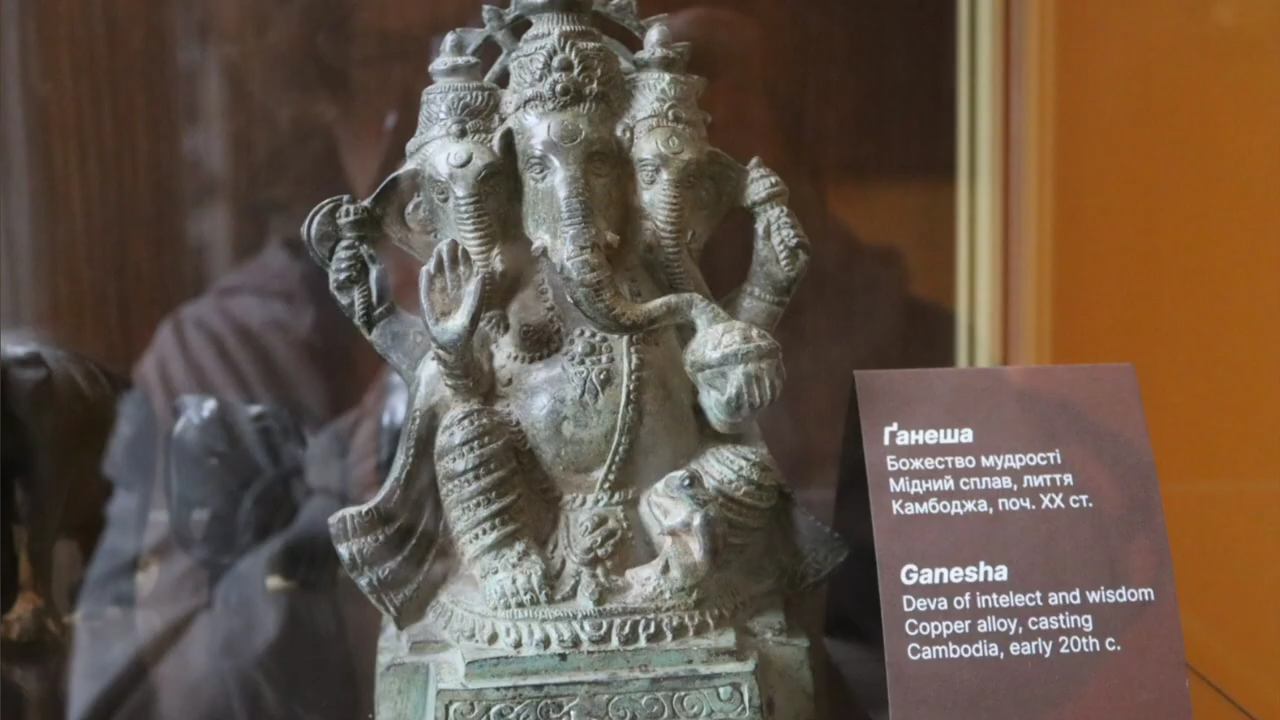 Ґанеша
Божество мудрості
Мідний сплав, лиття
Камбоджа, поч. XX ст.
Ganesha
Deva of intelect and wisdom
Copper alloy, casting
Cambodia, early 20th c.